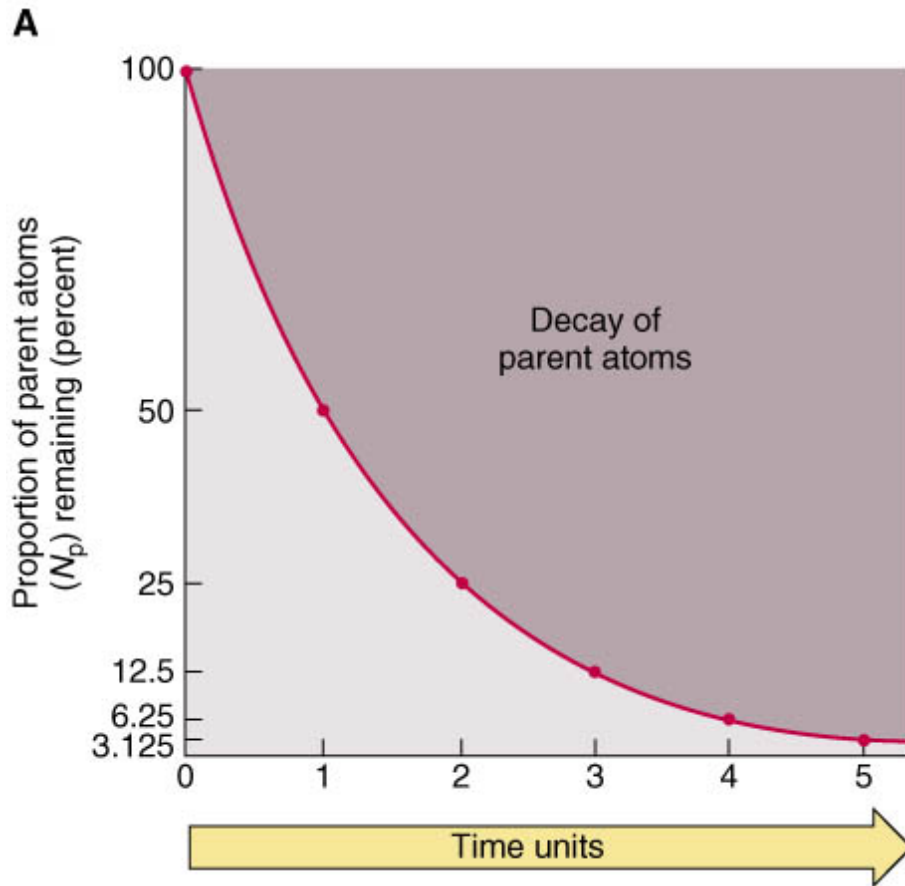 A
100
50
25
12.5
6.25
3.125
Proportion of parent atoms
(Np) remaining (percent)
Decay of
parent atoms
0 1 2 3 4 5
Time units